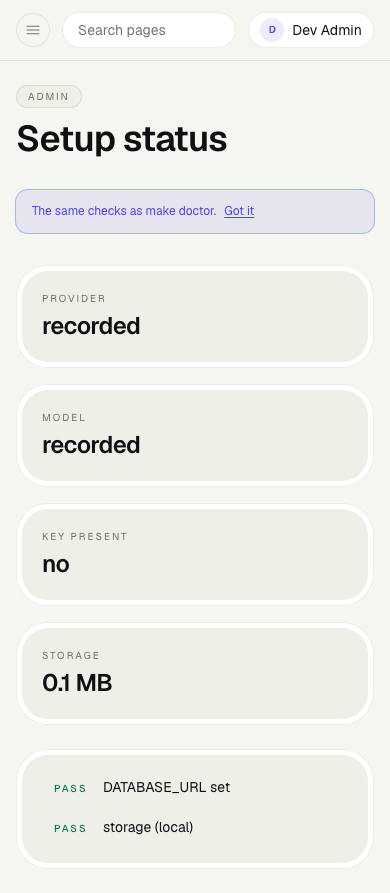 Search pages
D Dev Admin
ADMIN
Setup status
The same checks as make doctor. Got it
PROVIDER
recorded
MODEL
recorded
KEY PRESENT
no
STORAGE
0.1 MB
PASS DATABASE_URL set
PASS storage (local)